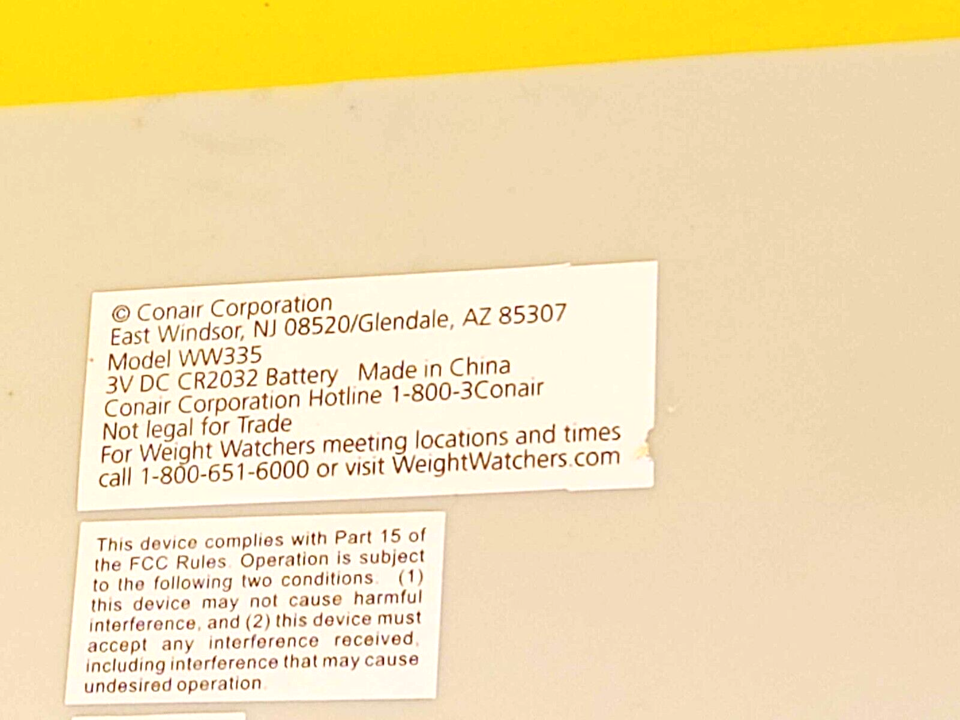 © Conair Corporation
East Windsor, NJ 08520/Glendale, AZ 85307
Model WW335
3V DC CR2032 Battery Made in China
Conair Corporation Hotline 1-800-3Conair
Not legal for Trade
For Weight Watchers meeting locations and times
call 1-800-651-6000 or visit WeightWatchers.com
This device complies with Part 15 of
the FCC Rules. Operation is subject
to the following two conditions. (1)
this device may not cause harmful
interference, and (2) this device must
accept any interference received,
including interference that may cause
undesired operation.